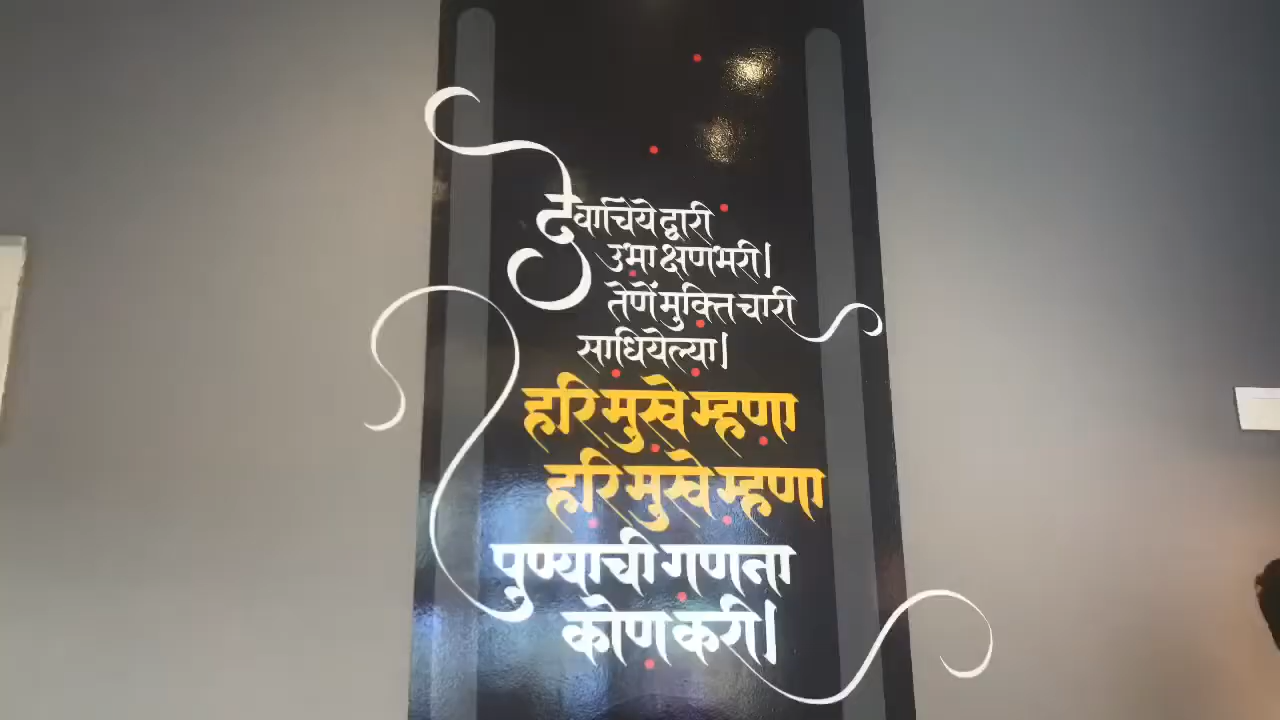 देवाचिये द्वारी
उभा क्षणभरी।
तेणें मुक्ति चारी
साधियेल्या।
हरि मुखे म्हणा
हरि मुखे म्हणा
पुण्याची गणना
कोण करी।